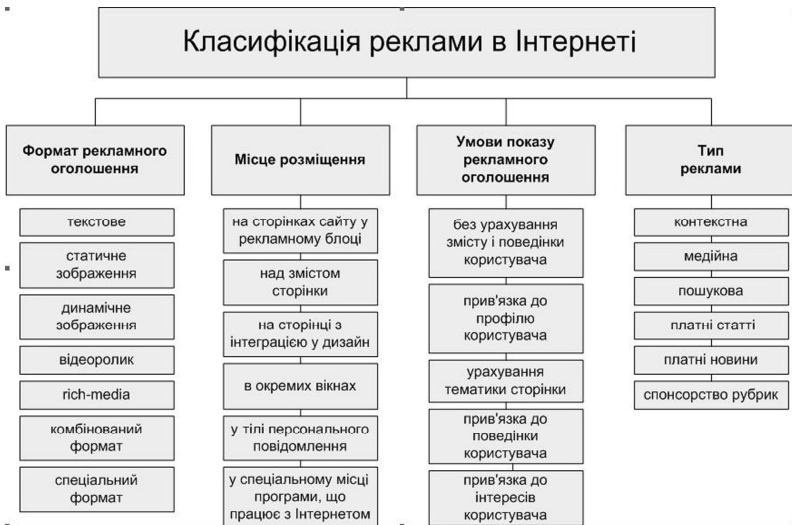 Класифікація реклами в Інтернеті
Формат рекламного
оголошення
текстове
статичне
зображення
динамічне
зображення
відеоролик
rich-media
комбінований
формат
спеціальний
формат
Місце розміщення
на сторінках сайту у
рекламному блоці
над змістом
сторінки
на сторінці з
інтеграцією у дизайн
в окремих вікнах
у тілі персонального
повідомлення
у спеціальному місці
програми, що
працює з Інтернетом
Умови показу
рекламного
оголошення
без урахування
змісту і поведінки
користувача
прив'язка до
профілю
користувача
урахування
тематики сторінки
прив'язка до
поведінки
користувача
прив'язка до
інтересів
користувача
Тип
реклами
контекстна
медійна
пошукова
платні статті
платні новини
спонсорство рубрик